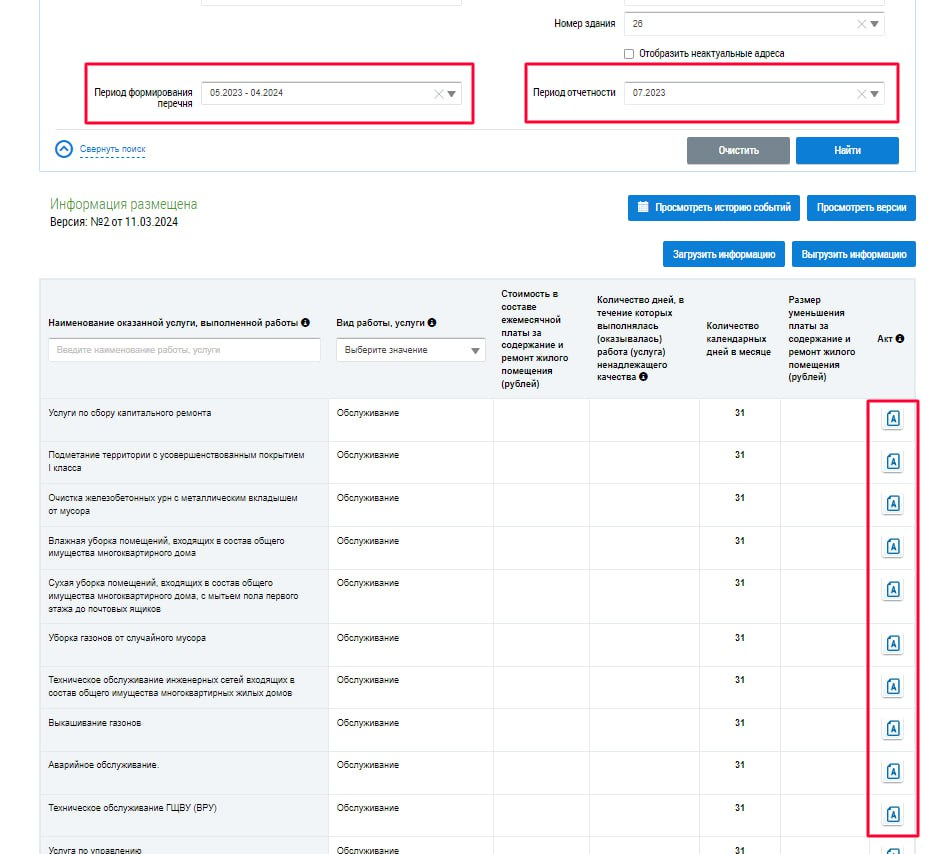 Номер здания 26
Отобразить неактуальные адреса
Период формирования
перечня
05.2023 - 04.2024
Период отчетности 07.2023
Свернуть поиск
Очистить Найти
Информация размещена
Версия: №2 от 11.03.2024
Просмотреть историю событий Просмотреть версии
Загрузить информацию Выгрузить информацию
Наименование оказанной услуги, выполненной работы
Введите наименование работы, услуги
Вид работы, услуги
Выберите значение
Стоимость в
составе
ежемесячной
платы за
содержание и
ремонт жилого
помещения
(рублей)
Количество дней, в
течение которых
выполнялась
(оказывалась)
работа (услуга)
ненадлежащего
качества
Количество
календарных
дней в месяце
Размер
уменьшения
платы за
содержание и
ремонт жилого
помещения
(рублей)
Акт
Услуги по сбору капитального ремонта Обслуживание 31 A
Подметание территории с усовершенствованным покрытием
I класса
Обслуживание 31 A
Очистка железобетонных урн с металлическим вкладышем
от мусора
Обслуживание 31 A
Влажная уборка помещений, входящих в состав общего
имущества многоквартирного дома
Обслуживание 31 A
Сухая уборка помещений, входящих в состав общего
имущества многоквартирного дома, с мытьем пола первого
этажа до почтовых ящиков
Обслуживание 31 A
Уборка газонов от случайного мусора Обслуживание 31 A
Техническое обслуживание инженерных сетей входящих в
состав общего имущества многоквартирных жилых домов
Обслуживание 31 A
Выкашивание газонов Обслуживание 31 A
Аварийное обслуживание. Обслуживание 31 A
Техническое обслуживание ГЩВУ (ВРУ) Обслуживание 31 A
Услуга по управлению Обслуживание 31